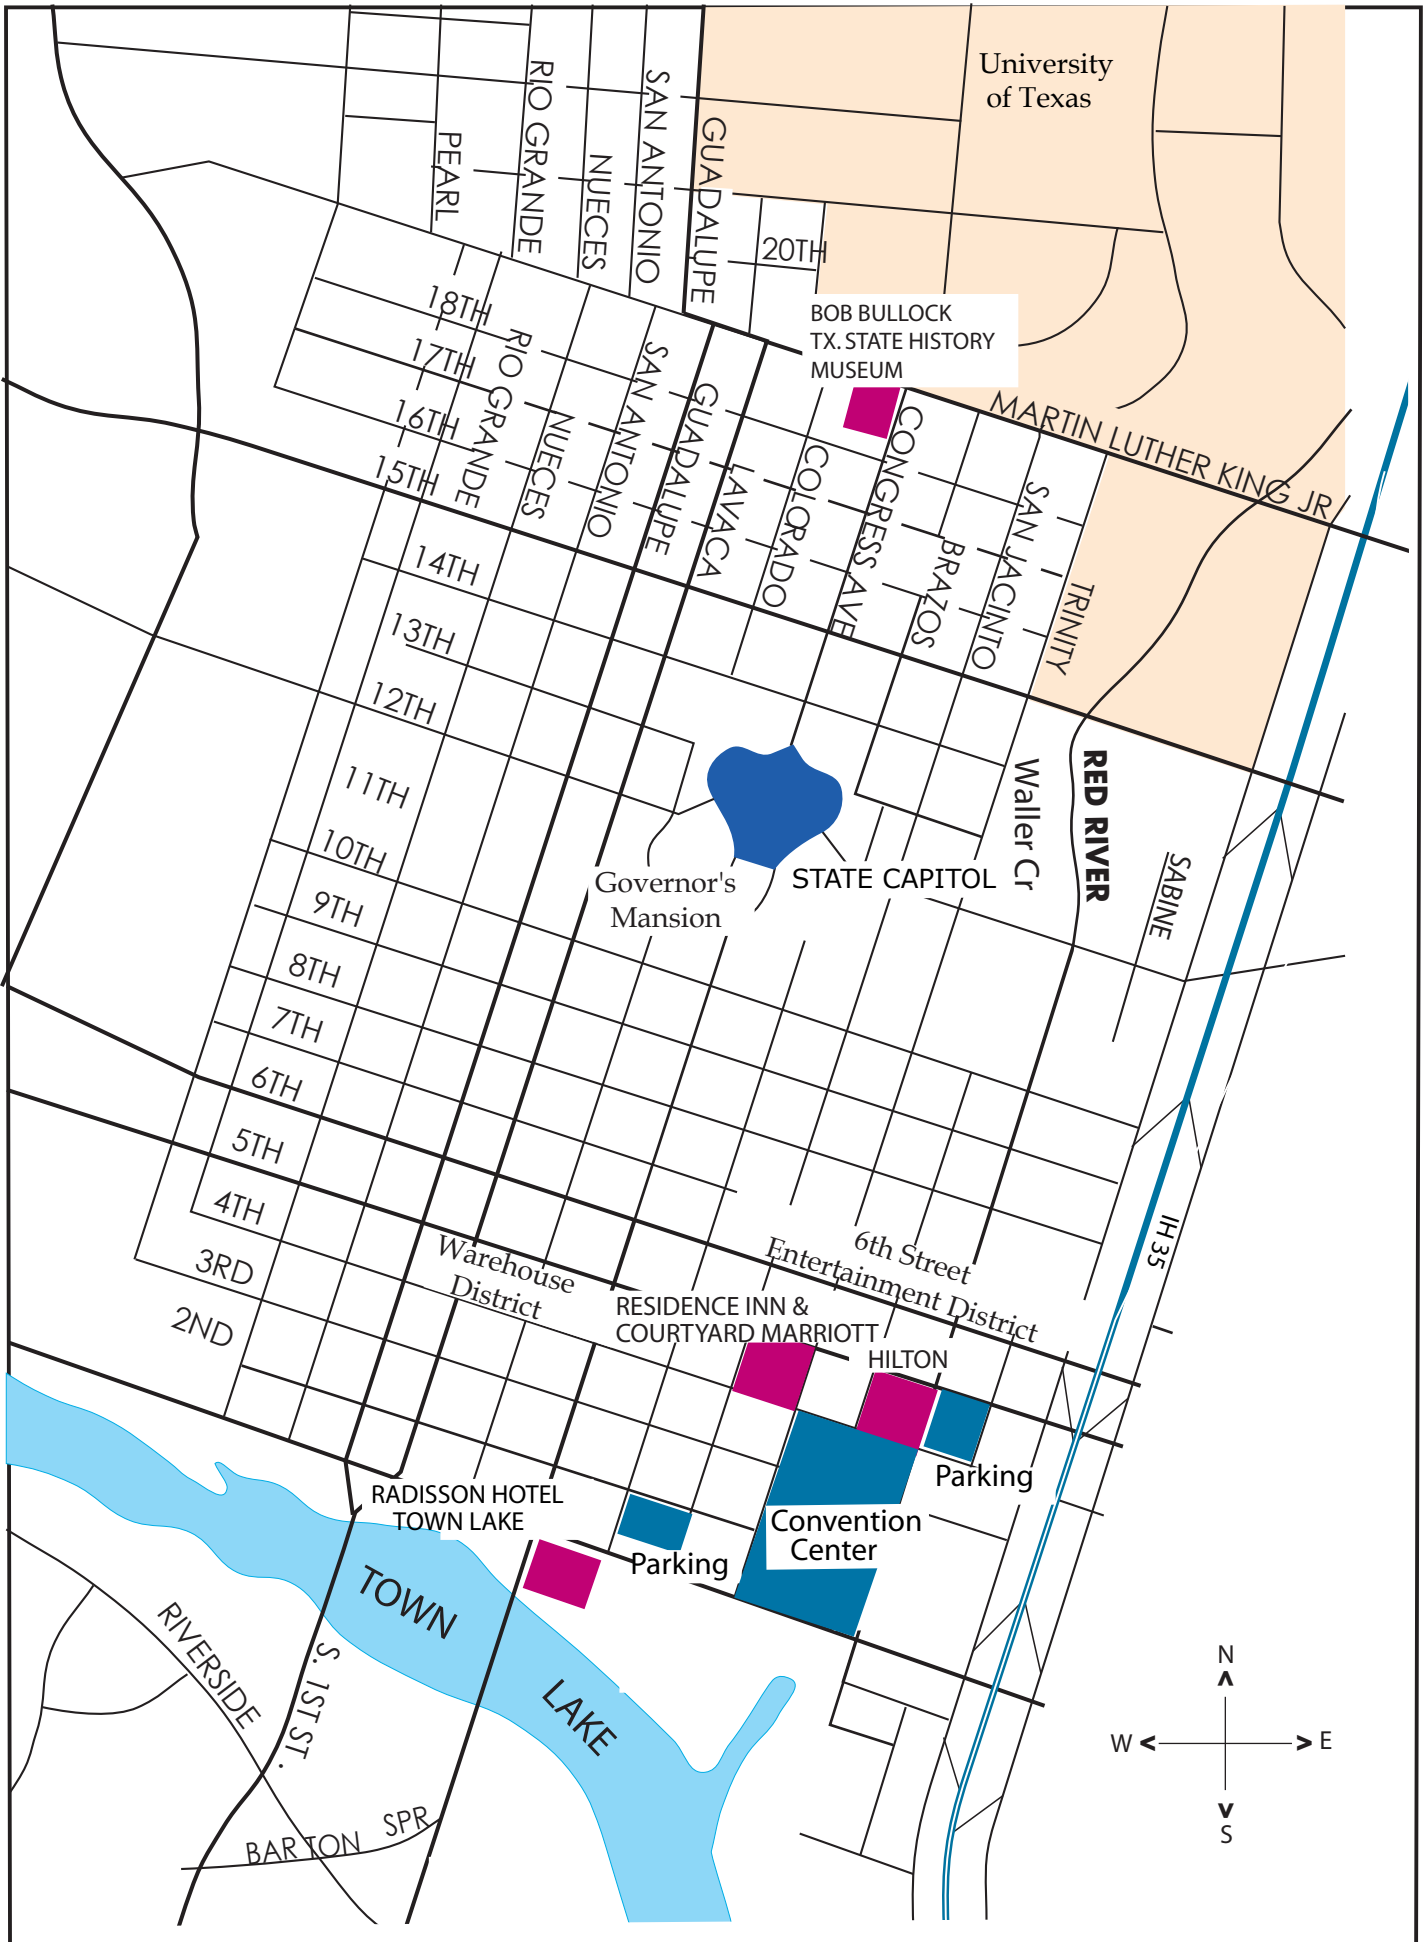 University
of Texas
RIO GRANDE
SAN ANTONIO
GUADALUPE
PEARL
NUECES
20TH
BOB BULLOCK
TX. STATE HISTORY
MUSEUM
18TH
17TH
16TH
15TH
RIO GRANDE
NUECES
SAN ANTONIO
GUADALUPE
LAVACA
COLORADO
CONGRESS AVE
BRAZOS
SAN JACINTO
TRINITY
MARTIN LUTHER KING JR
14TH
13TH
12TH
11TH
10TH
9TH
8TH
7TH
6TH
5TH
4TH
3RD
2ND
Waller Cr
RED RIVER
SABINE
STATE CAPITOL
Governor's
Mansion
IH 35
6th Street
Entertainment District
Warehouse
District
RESIDENCE INN &
COURTYARD MARRIOTT
HILTON
Parking
Convention
Center
RADISSON HOTEL
TOWN LAKE
Parking
TOWN
LAKE
RIVERSIDE
S. 1ST ST.
BARTON SPR
N
W
E
S